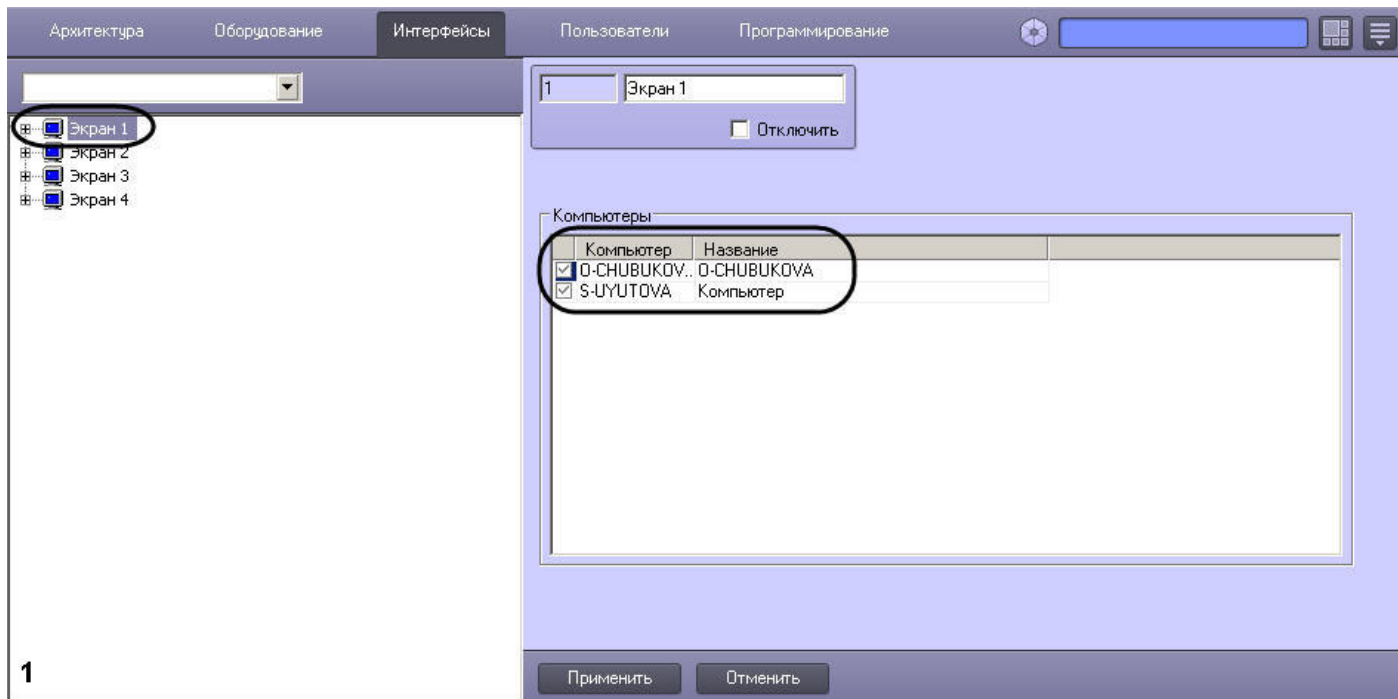 Архитектура Оборудование Интерфейсы Пользователи Программирование
1 Экран 1
Отключить
Экран 1
Экран 2
Экран 3
Экран 4
Компьютеры
Компьютер Название
O-CHUBUKOV... O-CHUBUKOVA
S-UYUTOVA Компьютер
Применить Отменить
1